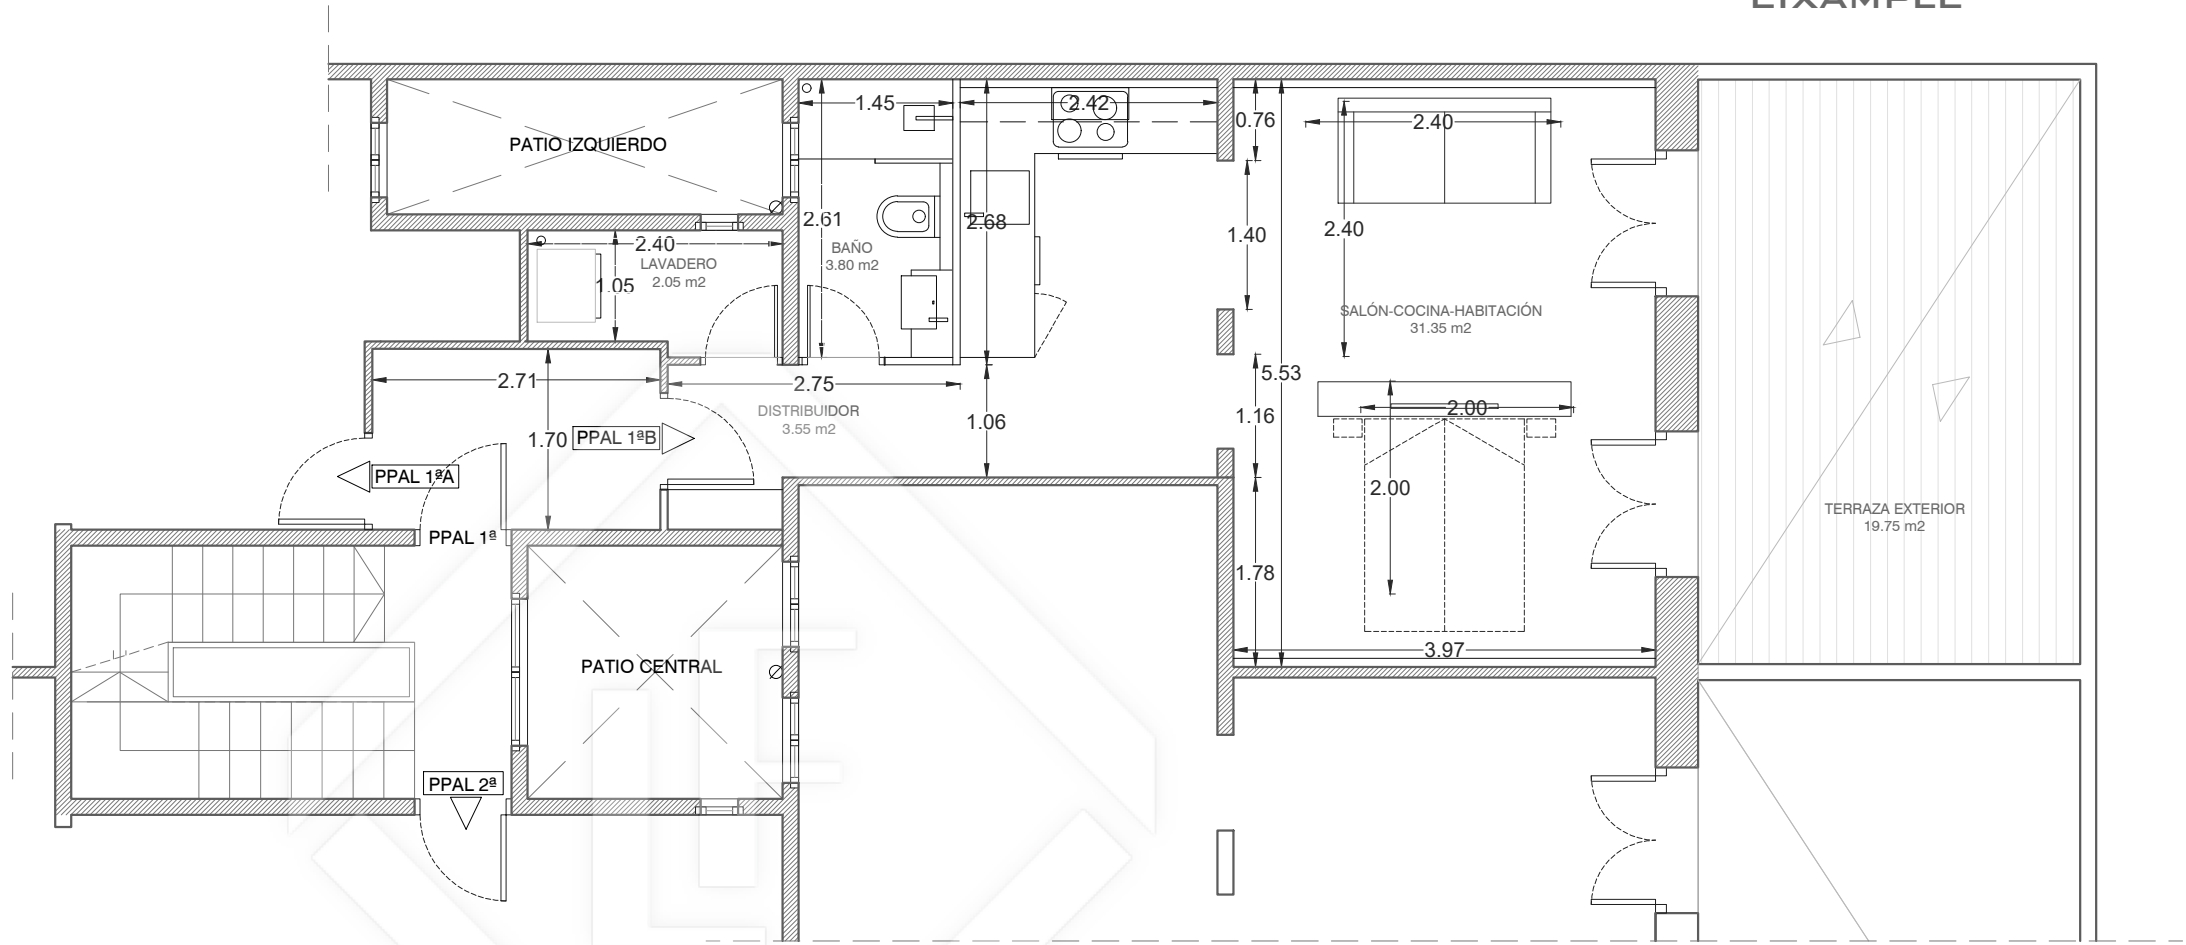 EIXAMPLE
1.45
2.42
0.76
2.40
PATIO IZQUIERDO
2.61
2.68
1.40
2.40
2.40
BAÑO
3.80 m2
LAVADERO
2.05 m2
1.05
SALÓN-COCINA-HABITACIÓN
31.35 m2
2.71
2.75
5.53
DISTRIBUIDOR
3.55 m2
1.06
1.16
2.00
1.70
PPAL 1ªB
PPAL 1ªA
2.00
TERRAZA EXTERIOR
19.75 m2
PPAL 1ª
1.78
3.97
PATIO CENTRAL
PPAL 2ª